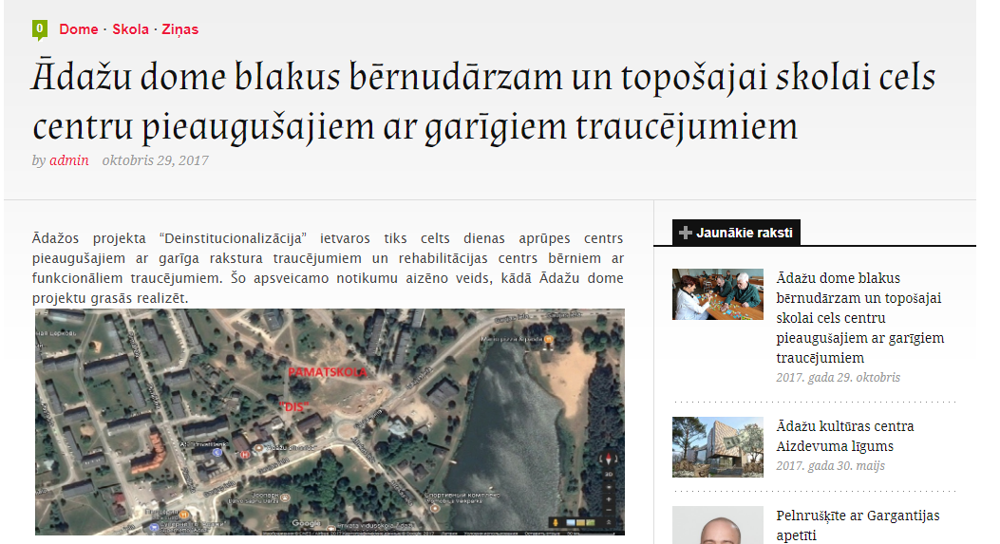 0 Dome · Skola · Ziņas
Ādažu dome blakus bērnudārzam un topošajai skolai cels
centru pieaugušajiem ar garīgiem traucējumiem
by admin oktobris 29, 2017
Ādažos projekta “Deinstitucionalizācija” ietvaros tiks celts dienas aprūpes centrs
pieaugušajiem ar garīga rakstura traucējumiem un rehabilitācijas centrs bērniem ar
funkcionāliem traucējumiem. Šo apsveicamo notikumu aizēno veids, kādā Ādažu dome
projektu grasās realizēt.
PAMATSKOLA
"DIS"
Зоопарк
Спортивный комплекс
Google
3D
Jaunākie raksti
Ādažu dome blakus
bērnudārzam un topošajai
skolai cels centru
pieaugušajiem ar garīgiem
traucējumiem
2017. gada 29. oktobris
Ādažu kultūras centra
Aizdevuma līgums
2017. gada 30. maijs
Pelnrušķīte ar Gargantijas
apetīti